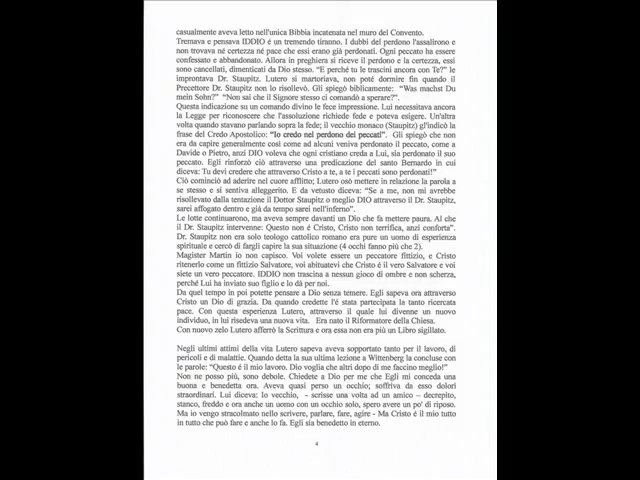 casualmente aveva letto nell'unica Bibbia incatenata nel muro del Convento.
Tremava e pensava IDDIO é un tremendo tiranno. I dubbi del perdono l'assalirono e
non trovava né certezza né pace che essi erano già perdonati. Ogni peccato ha essere
confessato e abbandonato. Allora in preghiera si riceve il perdono e la certezza, essi
sono cancellati, dimenticati da Dio stesso. "E perché tu le trascini ancora con Te?" le
improntava Dr. Staupitz. Lutero si martoriava, non poté dormire fin quando il
Precettore Dr. Staupitz non lo risollevò. Gli spiegò biblicamente: "Was machst Du
mein Sohn?" "Non sai che il Signore stesso ci comandò a sperare?".
Questa indicazione su un comando divino le fece impressione. Lui necessitava ancora
la Legge per riconoscere che l'assoluzione richiede fede e poteva esigere. Un'altra
volta quando stavano parlando sopra la fede; il vecchio monaco (Staupitz) gl'indicò la
frase del Credo Apostolico: "Io credo nel perdono dei peccati". Gli spiegò che non
era da capire generalmente così come ad alcuni veniva perdonato il peccato, come a
Davide o Pietro, anzi DIO voleva che ogni cristiano creda a Lui, sia perdonato il suo
peccato. Egli rinforzò ciò attraverso una predicazione del santo Bernardo in cui
diceva: Tu devi credere che attraverso Cristo a te, a te i peccati sono perdonati!"
Ciò cominciò ad aderire nel cuore afflitto; Lutero osò mettere in relazione la parola a
se stesso e si sentiva alleggerito. E da vetusto diceva: "Se a me, non mi avrebbe
risollevato dalla tentazione il Dottor Staupitz o meglio DIO attraverso il Dr. Staupitz,
sarei affogato dentro e già da tempo sarei nell'inferno".
Le lotte continuarono, ma aveva sempre davanti un Dio che fa mettere paura. Al che
il Dr. Staupitz intervenne: Questo non é Cristo, Cristo non terrifica, anzi conforta".
Dr. Staupitz non era solo teologo cattolico romano era pure un uomo di esperienza
spirituale e cercò di fargli capire la sua situazione (4 occhi fanno più che 2).
Magister Martin io non capisco. Voi volete essere un peccatore fittizio, e Cristo
ritenerlo come un fittizio Salvatore, voi abituatevi che Cristo é il vero Salvatore e voi
siete un vero peccatore. IDDIO non trascina a nessun gioco di ombre e non scherza,
perché Lui ha inviato suo figlio e lo dà per noi.
Da quel tempo in poi potette pensare a Dio senza temere. Egli sapeva ora attraverso
Cristo un Dio di grazia. Da quando credette l'é stata partecipata la tanto ricercata
pace. Con questa esperienza Lutero, attraverso il quale lui divenne un nuovo
individuo, in lui risedeva una nuova vita. Era nato il Riformatore della Chiesa.
Con nuovo zelo Lutero afferrò la Scrittura e ora essa non era più un Libro sigillato.
Negli ultimi attimi della vita Lutero sapeva aveva sopportato tanto per il lavoro, di
pericoli e di malattie. Quando detta la sua ultima lezione a Wittenberg la concluse con
le parole: "Questo é il mio lavoro. Dio voglia che altri dopo di me faccino meglio!"
Non ne posso più, sono debole. Chiedete a Dio per me che Egli mi conceda una
buona e benedetta ora. Aveva quasi perso un occhio; soffriva da esso dolori
straordinari. Lui diceva: Io vecchio, - scrisse una volta ad un amico – decrepito,
stanco, freddo e ora anche un uomo con un occhio solo, spero avere un po' di riposo.
Ma io vengo stracolmato nello scrivere, parlare, fare, agire - Ma Cristo é il mio tutto
in tutto che può fare e anche lo fa. Egli sia benedetto in eterno.
4